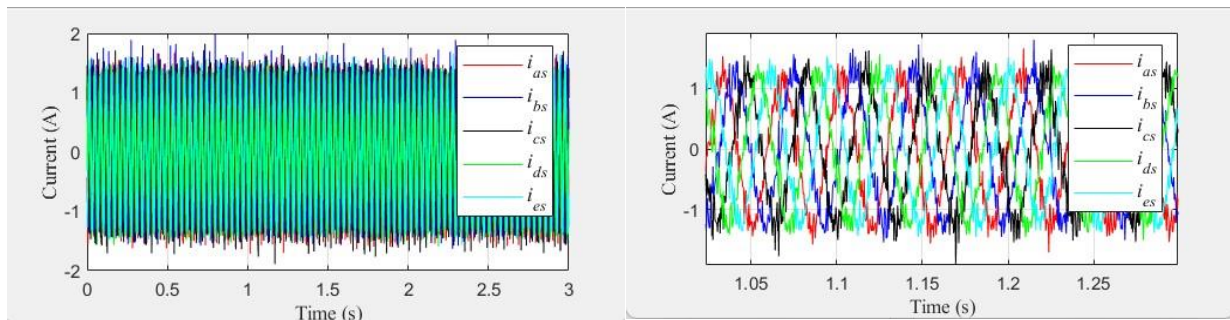 2
1
0
-1
-2
Current (A)
0
0.5
1
1.5
2
2.5
3
Time (s)
i_as
i_bs
i_cs
i_ds
i_es
1
0
-1
Current (A)
1.05
1.1
1.15
1.2
1.25
Time (s)
i_as
i_bs
i_cs
i_ds
i_es